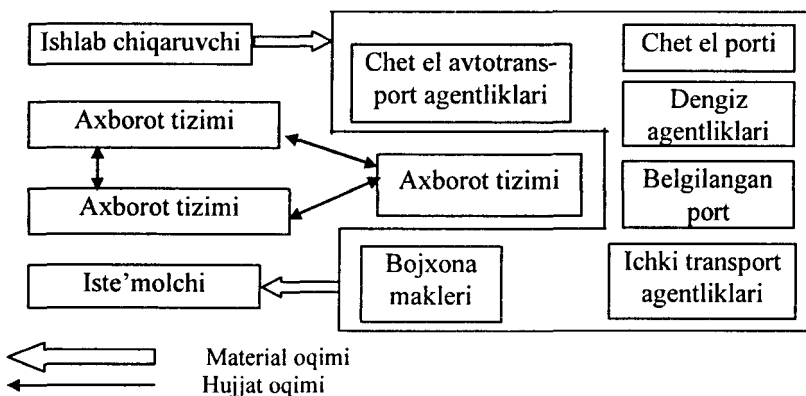 Ishlab chiqaruvchi
Chet el avtotrans-
port agentliklari
Chet el porti
Dengiz
agentliklari
Axborot tizimi
Axborot tizimi
Axborot tizimi
Belgilangan
port
Iste’molchi
Bojxona
makleri
Ichki transport
agentliklari
Material oqimi
Hujjat oqimi